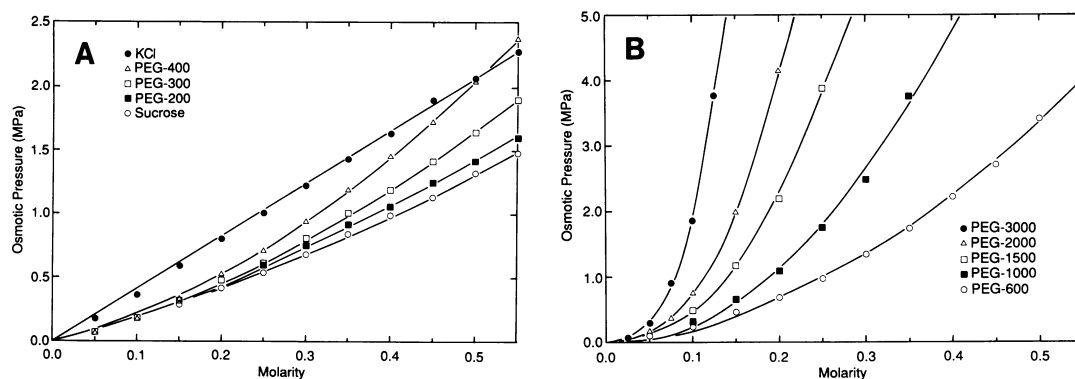 A
KCl
PEG-400
PEG-300
PEG-200
Sucrose
Osmotic Pressure (MPa)
2.5
2.0
1.5
1.0
0.5
0.0
0.0 0.1 0.2 0.3 0.4 0.5
Molarity
B
PEG-3000
PEG-2000
PEG-1500
PEG-1000
PEG-600
Osmotic Pressure (MPa)
5.0
4.0
3.0
2.0
1.0
0.0
0.0 0.1 0.2 0.3 0.4 0.5
Molarity